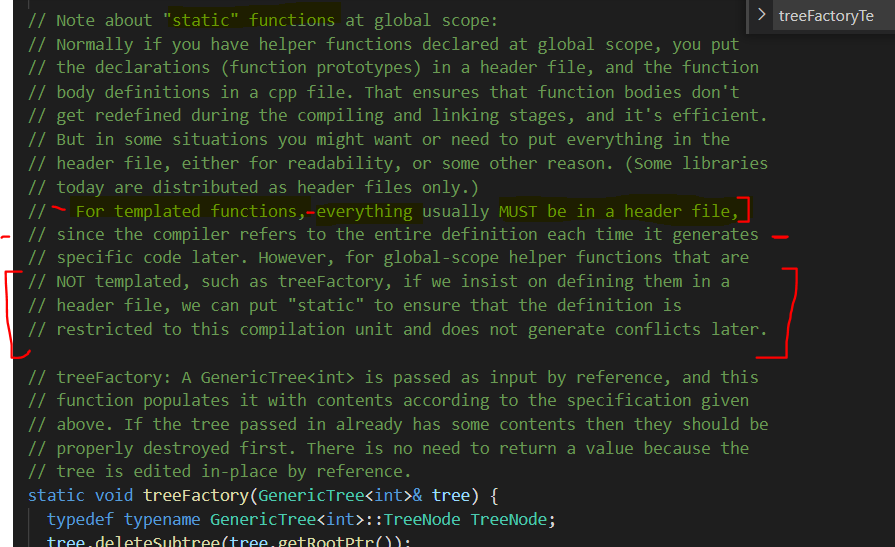 treeFactoryTe
// Note about "static" functions at global scope:
// Normally if you have helper functions declared at global scope, you put
// the declarations (function prototypes) in a header file, and the function
// body definitions in a cpp file. That ensures that function bodies don't
// get redefined during the compiling and linking stages, and it's efficient.
// But in some situations you might want or need to put everything in the
// header file, either for readability, or some other reason. (Some libraries
// today are distributed as header files only.)
// For templated functions, everything usually MUST be in a header file,
// since the compiler refers to the entire definition each time it generates
// specific code later. However, for global-scope helper functions that are
// NOT templated, such as treeFactory, if we insist on defining them in a
// header file, we can put "static" to ensure that the definition is
// restricted to this compilation unit and does not generate conflicts later.
// treeFactory: A GenericTree<int> is passed as input by reference, and this
// function populates it with contents according to the specification given
// above. If the tree passed in already has some contents then they should be
// properly destroyed first. There is no need to return a value because the
// tree is edited in-place by reference.
static void treeFactory(GenericTree<int>& tree) {
typedef typename GenericTree<int>::TreeNode TreeNode;
tree.deleteSubtree(tree.getRootPtr());